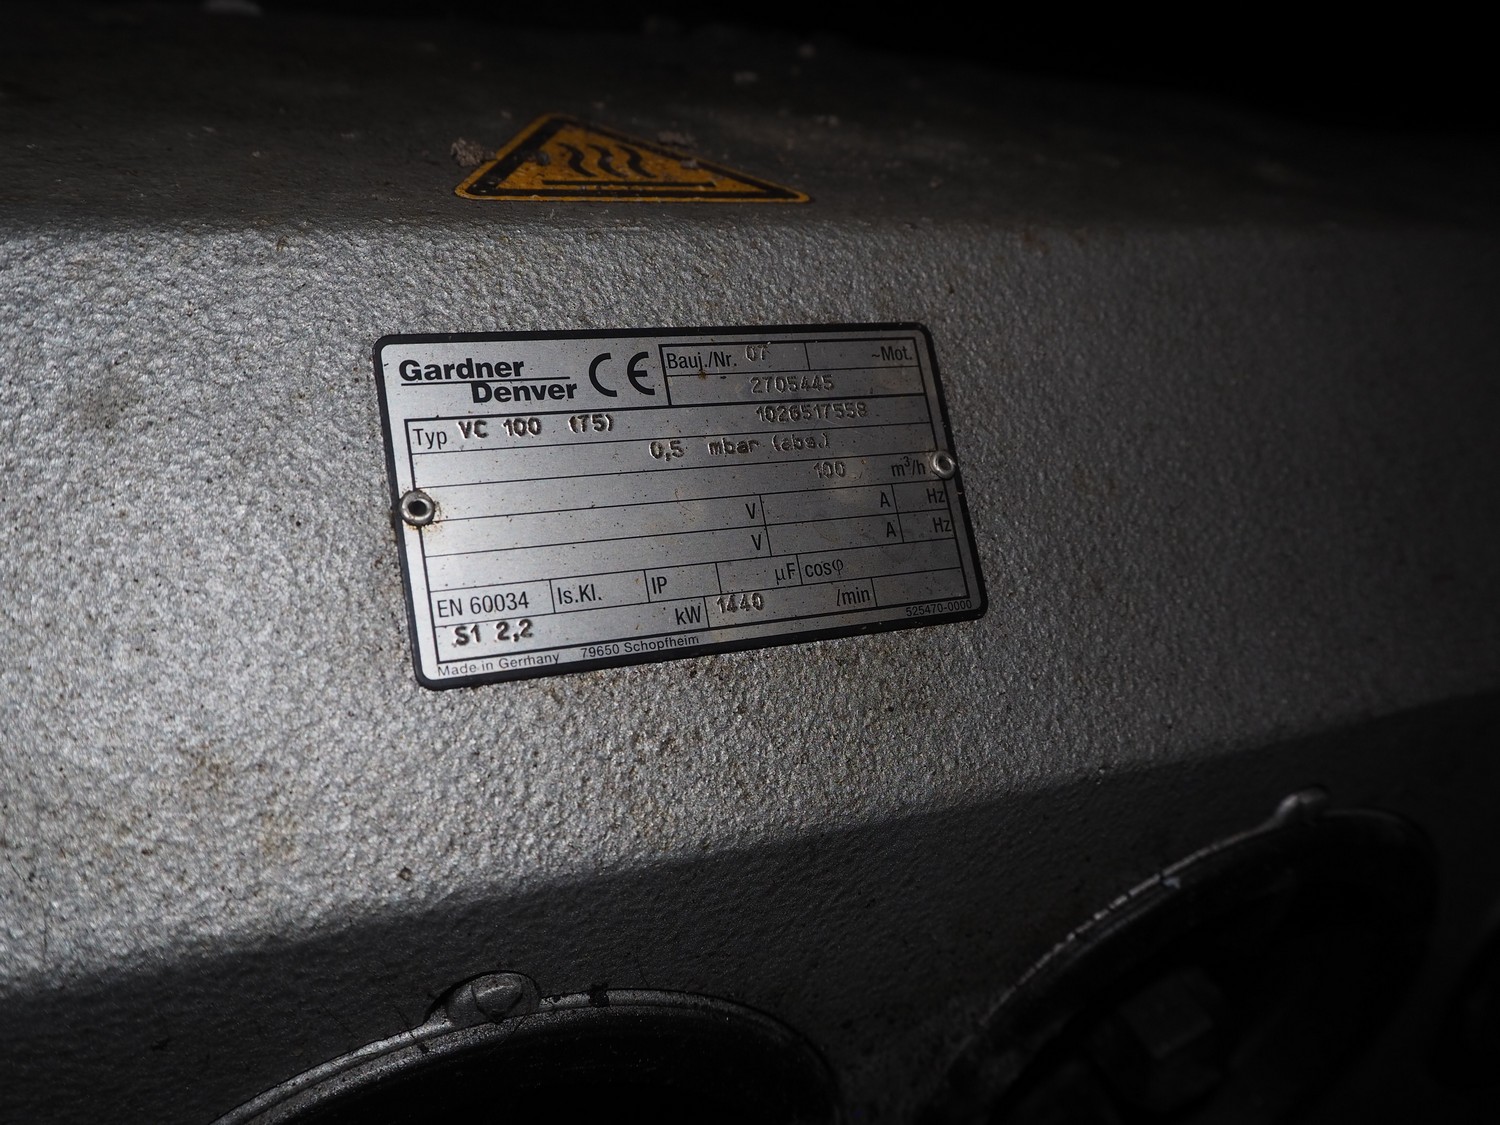 Gardner
Denver CE
Bauj./Nr. 07 ~Mot.
2705445
Typ VC 100 (75) 1026517558
0,5 mbar (abs.)
100 m³/h
V A Hz
V A Hz
EN 60034 Is.Kl. IP µF cosφ
S1 2,2 kW 1440 /min
Made in Germany 79650 Schopfheim 525470-0000